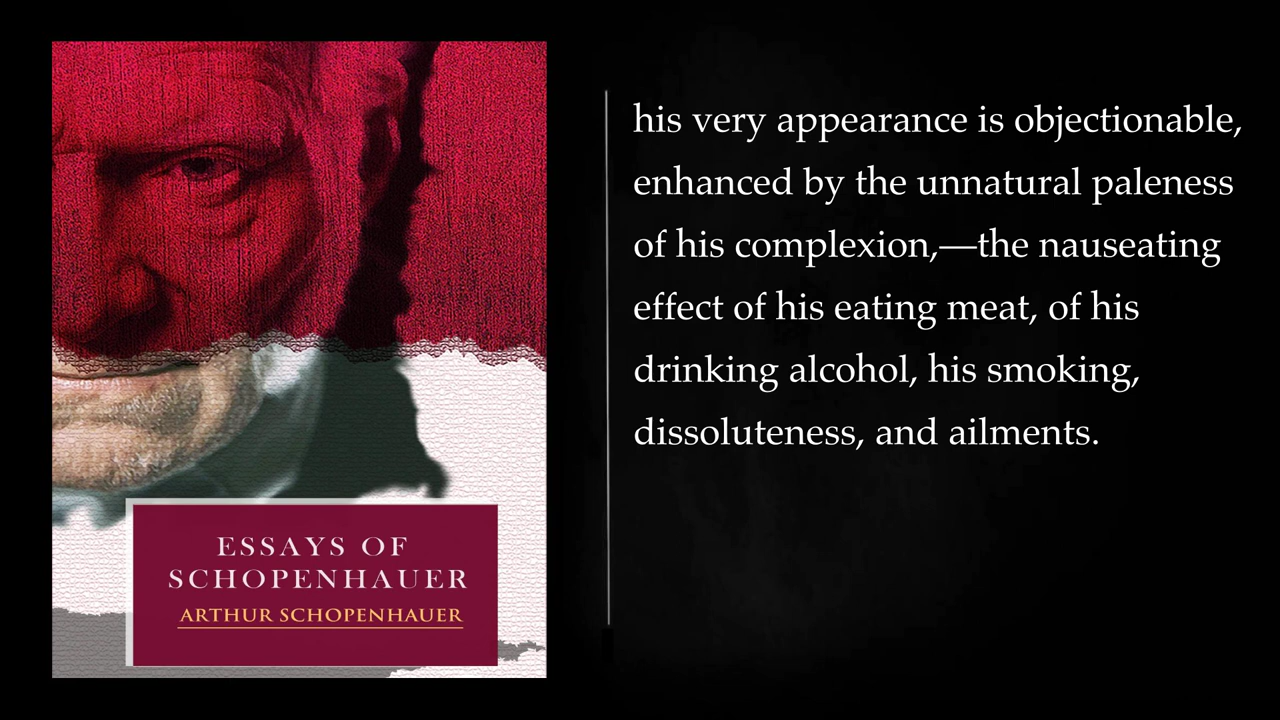 his very appearance is objectionable,
enhanced by the unnatural paleness
of his complexion,—the nauseating
effect of his eating meat, of his
drinking alcohol, his smoking,
dissoluteness, and ailments.
ESSAYS OF
SCHOPENHAUER
ARTHUR SCHOPENHAUER